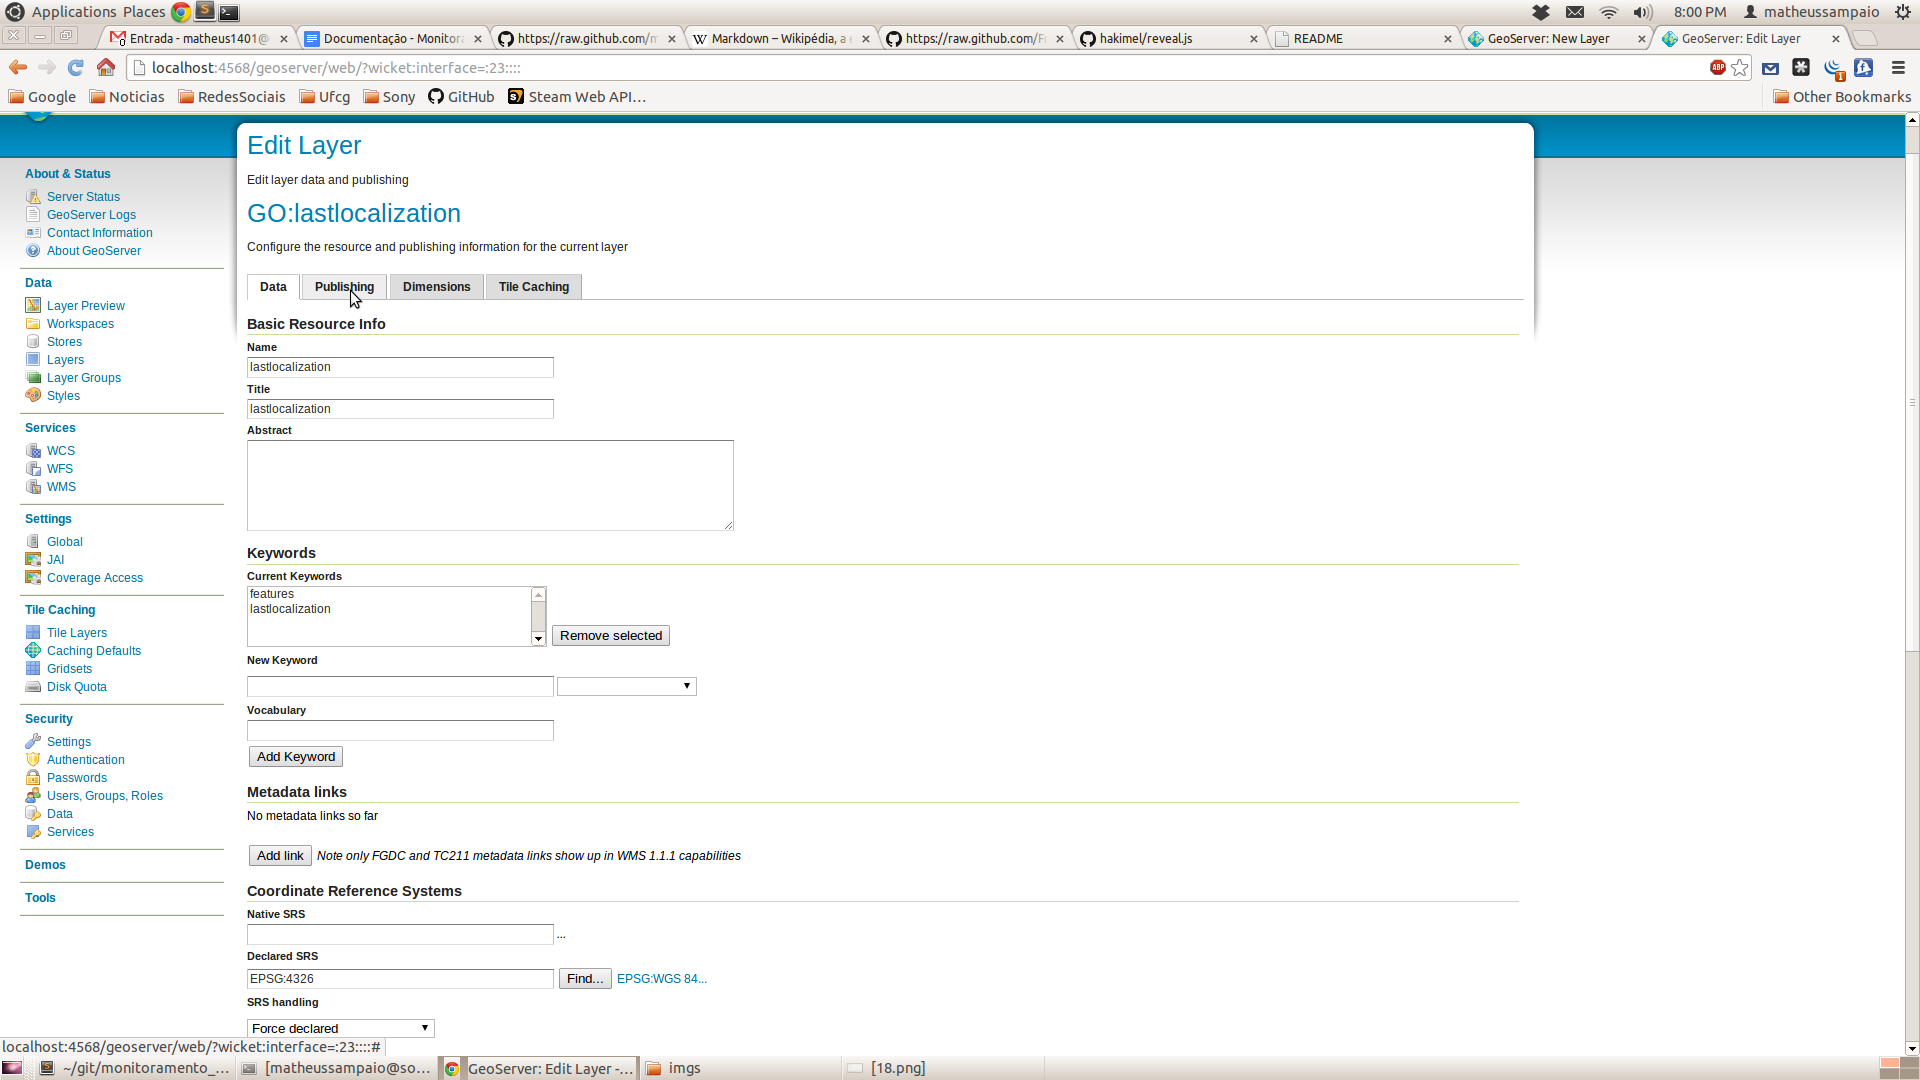 Applications Places
8:00 PM matheussampaio
Entrada - matheus1401@
Documentação - Monitora
https://raw.github.com/m
Markdown – Wikipédia, a e
https://raw.github.com/F
hakimel/reveal.js
README
GeoServer: New Layer
GeoServer: Edit Layer
localhost:4568/geoserver/web/?wicket:interface=:23::::
ABP
1
Google
Noticias
RedesSociais
Ufcg
Sony
GitHub
Steam Web API...
Other Bookmarks
About & Status
Server Status
GeoServer Logs
Contact Information
About GeoServer
Data
Layer Preview
Workspaces
Stores
Layers
Layer Groups
Styles
Services
WCS
WFS
WMS
Settings
Global
JAI
Coverage Access
Tile Caching
Tile Layers
Caching Defaults
Gridsets
Disk Quota
Security
Settings
Authentication
Passwords
Users, Groups, Roles
Data
Services
Demos
Tools
Edit Layer
Edit layer data and publishing
GO:lastlocalization
Configure the resource and publishing information for the current layer
Data
Publishing
Dimensions
Tile Caching
Basic Resource Info
Name
lastlocalization
Title
lastlocalization
Abstract
Keywords
Current Keywords
features
lastlocalization
Remove selected
New Keyword
Vocabulary
Add Keyword
Metadata links
No metadata links so far
Add link Note only FGDC and TC211 metadata links show up in WMS 1.1.1 capabilities
Coordinate Reference Systems
Native SRS
...
Declared SRS
EPSG:4326 Find... EPSG:WGS 84...
SRS handling
Force declared
localhost:4568/geoserver/web/?wicket:interface=:23::::#
~/git/monitoramento_...
[matheussampaio@so...
GeoServer: Edit Layer -...
imgs
[18.png]